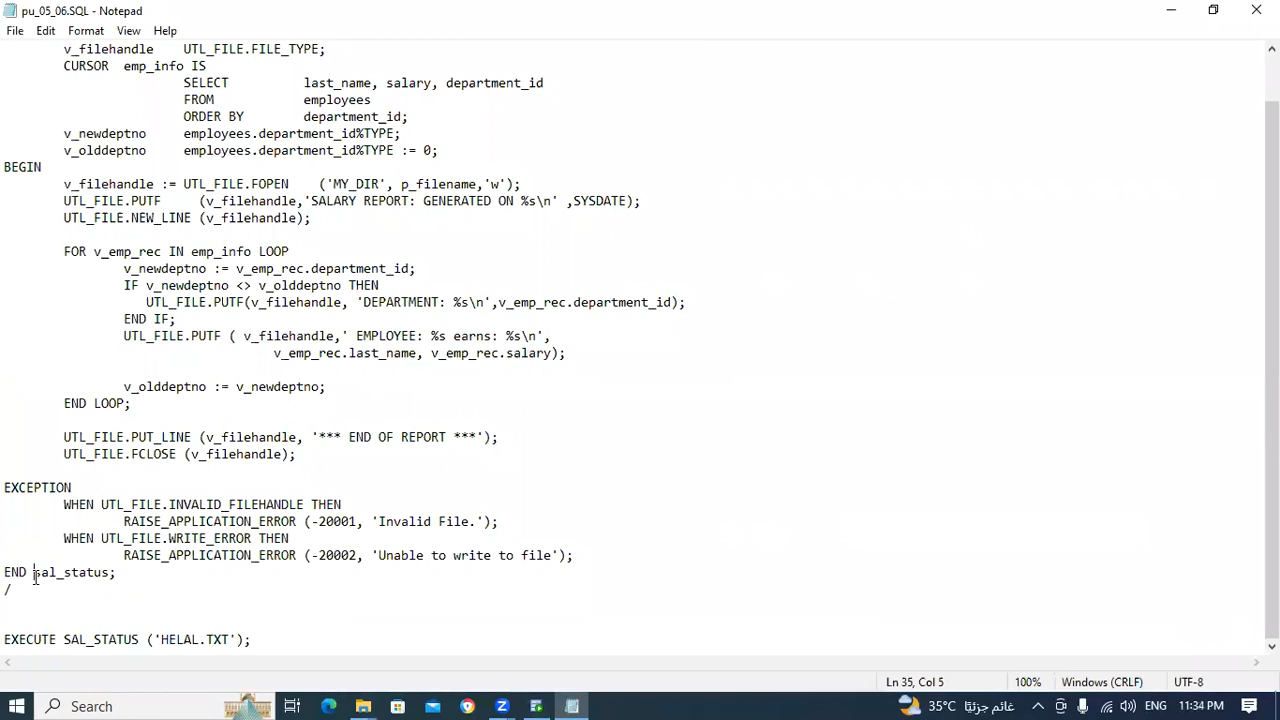 pu_05_06.SQL - Notepad
File Edit Format View Help
v_filehandle UTL_FILE.FILE_TYPE;
CURSOR emp_info IS
SELECT last_name, salary, department_id
FROM employees
ORDER BY department_id;
v_newdeptno employees.department_id%TYPE;
v_olddeptno employees.department_id%TYPE := 0;
BEGIN
v_filehandle := UTL_FILE.FOPEN ('MY_DIR', p_filename,'w');
UTL_FILE.PUTF (v_filehandle,'SALARY REPORT: GENERATED ON %s\n' ,SYSDATE);
UTL_FILE.NEW_LINE (v_filehandle);
FOR v_emp_rec IN emp_info LOOP
v_newdeptno := v_emp_rec.department_id;
IF v_newdeptno <> v_olddeptno THEN
UTL_FILE.PUTF(v_filehandle, 'DEPARTMENT: %s\n',v_emp_rec.department_id);
END IF;
UTL_FILE.PUTF ( v_filehandle,' EMPLOYEE: %s earns: %s\n',
v_emp_rec.last_name, v_emp_rec.salary);
v_olddeptno := v_newdeptno;
END LOOP;
UTL_FILE.PUT_LINE (v_filehandle, '*** END OF REPORT ***');
UTL_FILE.FCLOSE (v_filehandle);
EXCEPTION
WHEN UTL_FILE.INVALID_FILEHANDLE THEN
RAISE_APPLICATION_ERROR (-20001, 'Invalid File.');
WHEN UTL_FILE.WRITE_ERROR THEN
RAISE_APPLICATION_ERROR (-20002, 'Unable to write to file');
END sal_status;
/
EXECUTE SAL_STATUS ('HELAL.TXT');
Ln 35, Col 5 100% Windows (CRLF) UTF-8
Search 35°C غائم جزئيًا ENG 11:34 PM